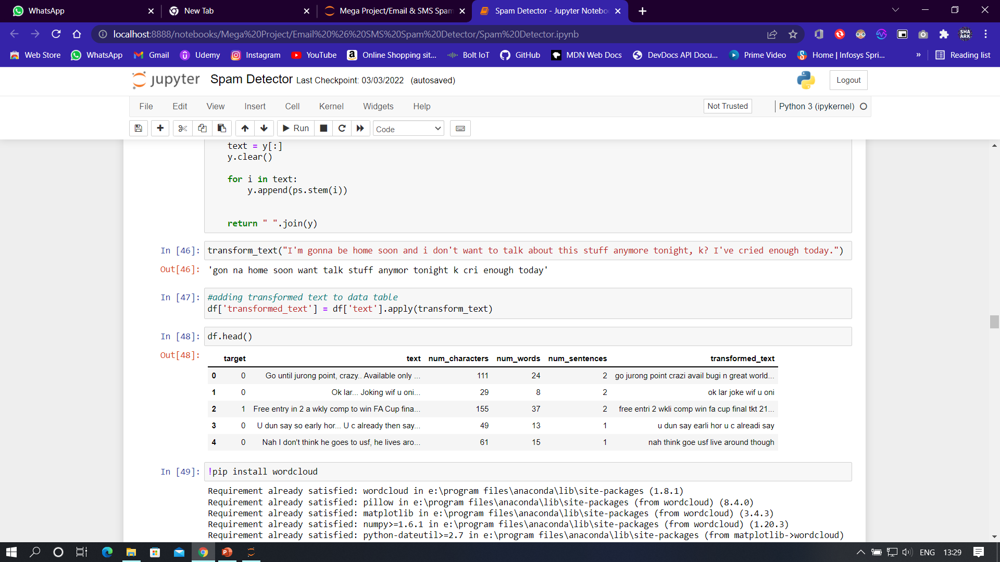 WhatsApp
New Tab
Mega Project/Email & SMS Spam
Spam Detector - Jupyter Notebo
localhost:8888/notebooks/Mega%20Project/Email%20%26%20SMS%20Spam%20Detector/Spam%20Detector.ipynb
SHA
ARK
Web Store WhatsApp Gmail Udemy Instagram YouTube Online Shopping sit... Bolt IoT GitHub MDN Web Docs DevDocs API Docu... Prime Video Home | Infosys Spri... » Reading list
jupyter Spam Detector Last Checkpoint: 03/03/2022 (autosaved) Logout
File Edit View Insert Cell Kernel Widgets Help Not Trusted Python 3 (ipykernel)
Run Code
text = y[:]
y.clear()
for i in text:
y.append(ps.stem(i))
return " ".join(y)
In [46]: transform_text("I'm gonna be home soon and i don't want to talk about this stuff anymore tonight, k? I've cried enough today.")
Out[46]: 'gon na home soon want talk stuff anymor tonight k cri enough today'
In [47]: #adding transformed text to data table
df['transformed_text'] = df['text'].apply(transform_text)
In [48]: df.head()
Out[48]:
target text num_characters num_words num_sentences transformed_text
0 0 Go until jurong point, crazy.. Available only ... 111 24 2 go jurong point crazi avail bugi n great world...
1 0 Ok lar... Joking wif u oni... 29 8 2 ok lar joke wif u oni
2 1 Free entry in 2 a wkly comp to win FA Cup fina... 155 37 2 free entri 2 wkli comp win fa cup final tkt 21...
3 0 U dun say so early hor... U c already then say... 49 13 1 u dun say earli hor u c alreadi say
4 0 Nah I don't think he goes to usf, he lives aro... 61 15 1 nah think goe usf live around though
In [49]: !pip install wordcloud
Requirement already satisfied: wordcloud in e:\program files\anaconda\lib\site-packages (1.8.1)
Requirement already satisfied: pillow in e:\program files\anaconda\lib\site-packages (from wordcloud) (8.4.0)
Requirement already satisfied: matplotlib in e:\program files\anaconda\lib\site-packages (from wordcloud) (3.4.3)
Requirement already satisfied: numpy>=1.6.1 in e:\program files\anaconda\lib\site-packages (from wordcloud) (1.20.3)
Requirement already satisfied: python-dateutil>=2.7 in e:\program files\anaconda\lib\site-packages (from matplotlib->wordcloud)
ENG 13:29